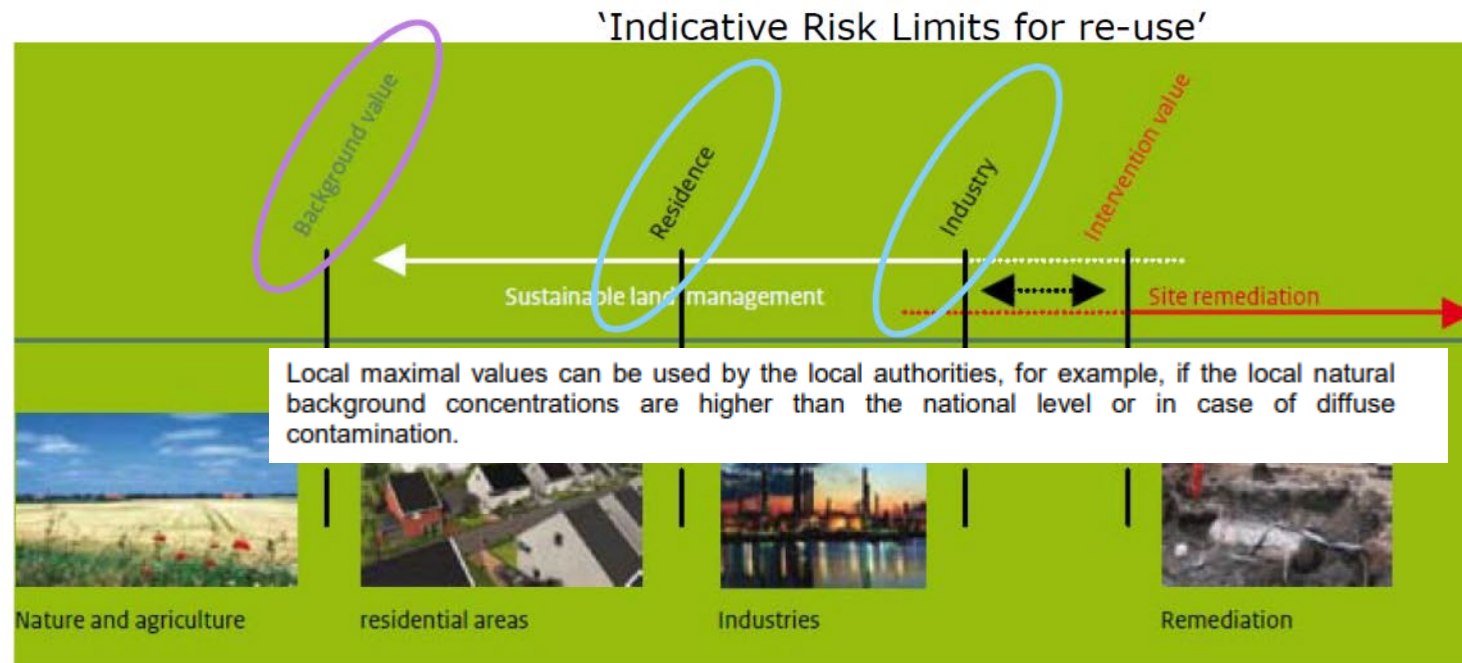 ‘Indicative Risk Limits for re-use’
Background value
Residence
Industry
Intervention value
Sustainable land management
Site remediation
Local maximal values can be used by the local authorities, for example, if the local natural
background concentrations are higher than the national level or in case of diffuse
contamination.
Nature and agriculture
residential areas
Industries
Remediation